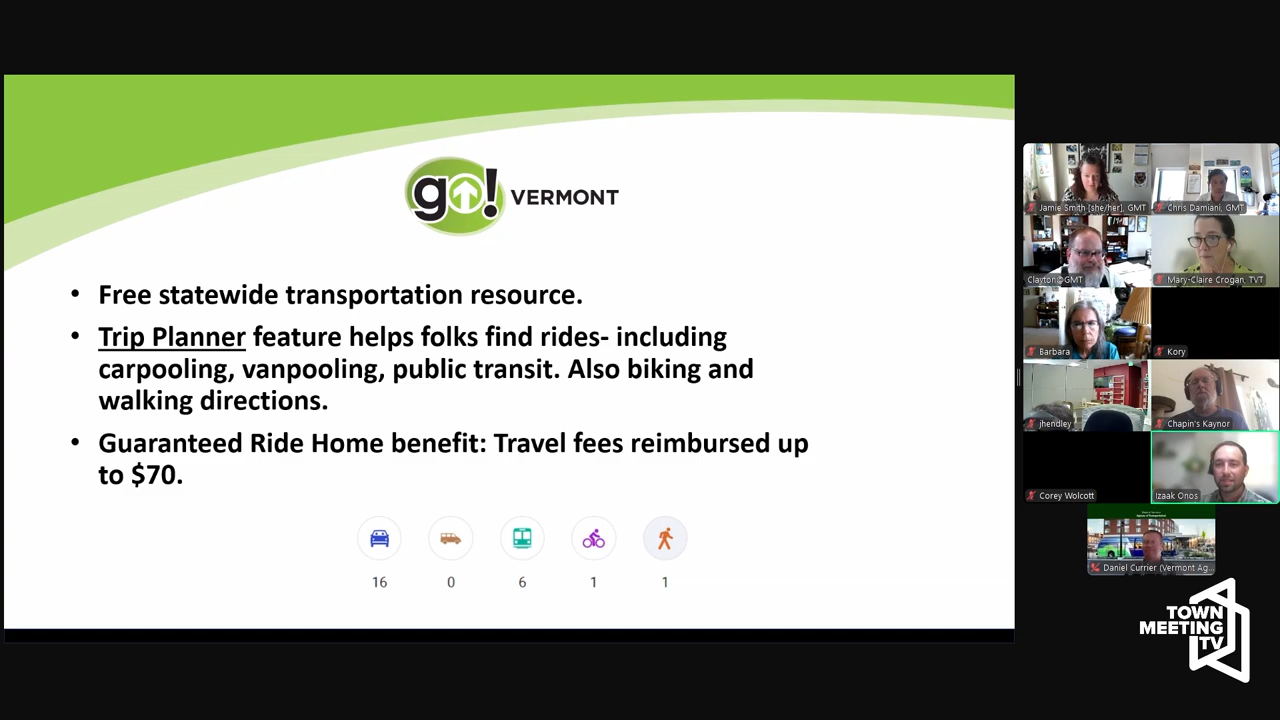 go! VERMONT
• Free statewide transportation resource.
• Trip Planner feature helps folks find rides- including
carpooling, vanpooling, public transit. Also biking and
walking directions.
• Guaranteed Ride Home benefit: Travel fees reimbursed up
to $70.
16 0 6 1 1
Jamie Smith [she/her], GMT
Chris Damiani, GMT
Clayton@GMT
Mary-Claire Crogan, TVT
Barbara
Kory
jhendley
Chapin's Kaynor
Corey Wolcott
Izaak Onos
Daniel Currier (Vermont Ag...
TOWN
MEETING
TV